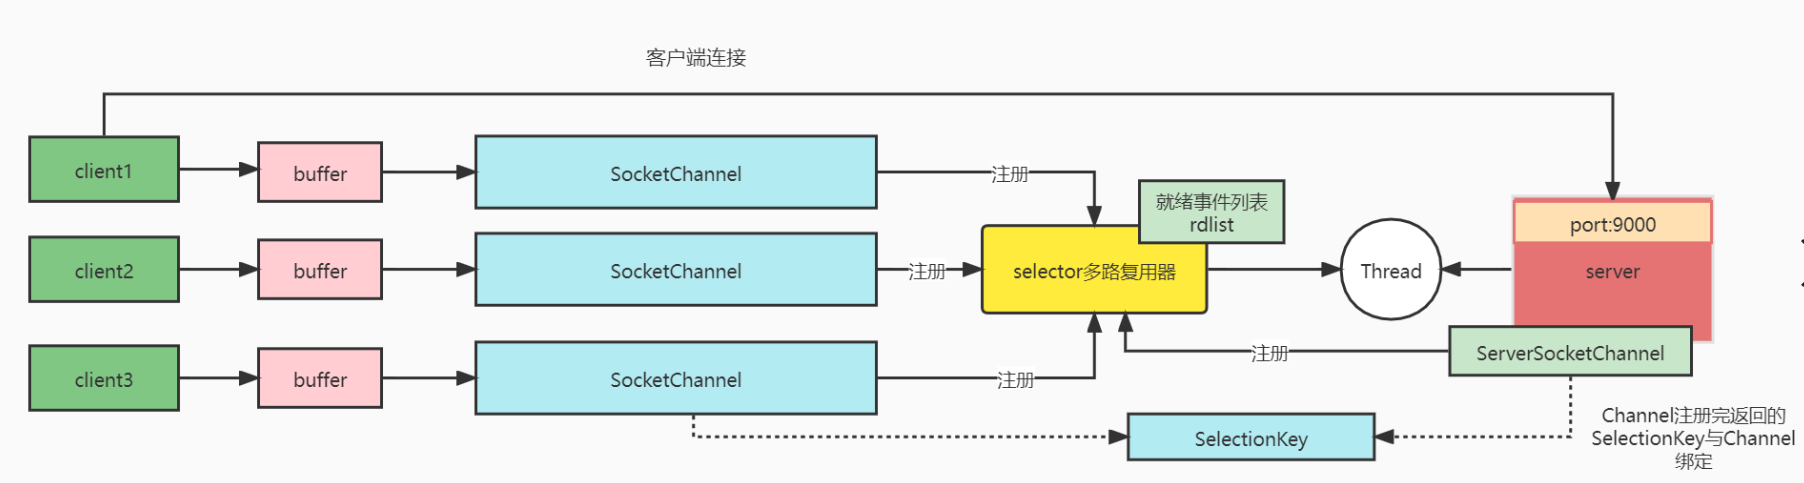 客户端连接
client1
buffer
SocketChannel
注册
就绪事件列表
rdlist
port:9000
client2
buffer
SocketChannel
注册
selector多路复用器
Thread
server
client3
buffer
SocketChannel
注册
注册
ServerSocketChannel
SelectionKey
Channel注册完返回的
SelectionKey与Channel
绑定